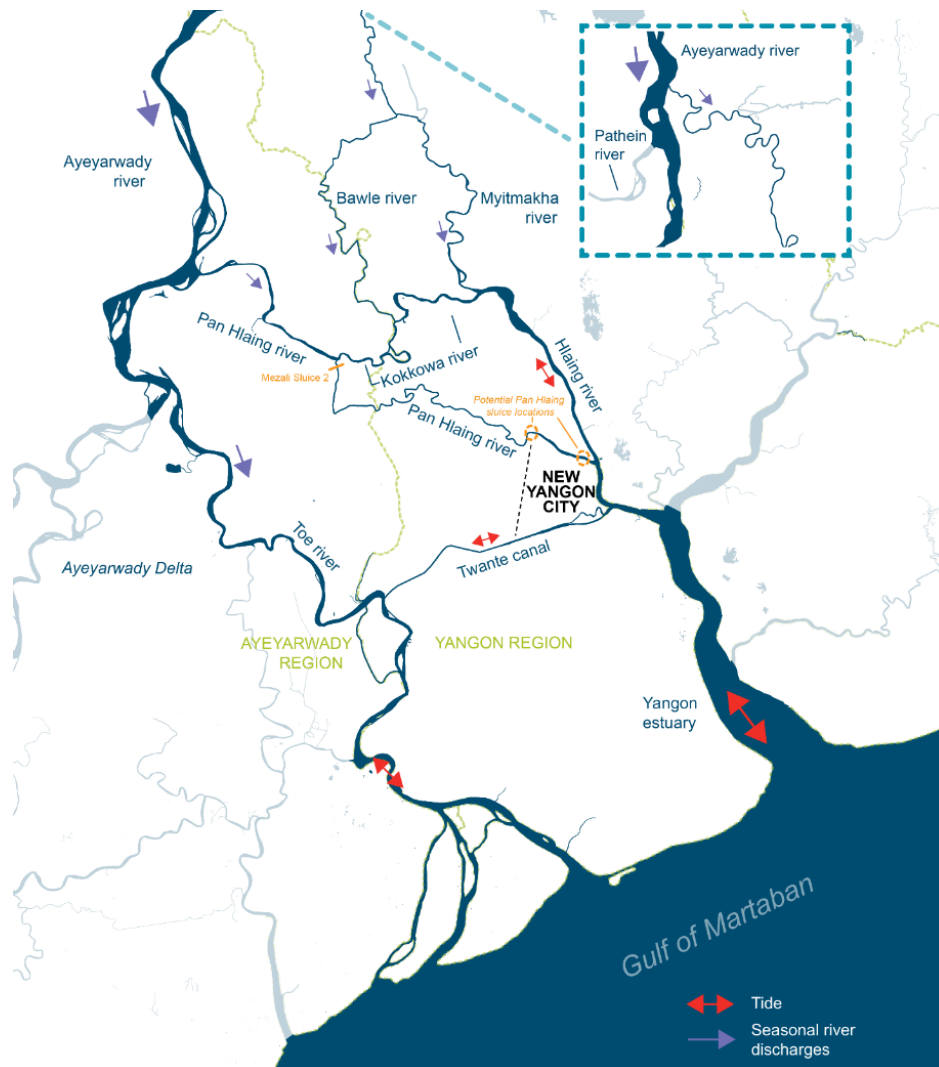 Ayeyarwady river
Pathein
river
Ayeyarwady
river
Bawle river
Myitmakha
river
Pan Hlaing river
Mezali Sluice 2
Kokkowa river
Hlaing river
Potential Pan Hlaing
sluice locations
Pan Hlaing river
NEW
YANGON
CITY
Twante canal
Toe river
Ayeyarwady Delta
AYEYARWADY
REGION
YANGON REGION
Yangon
estuary
Gulf of Martaban
Tide
Seasonal river
discharges